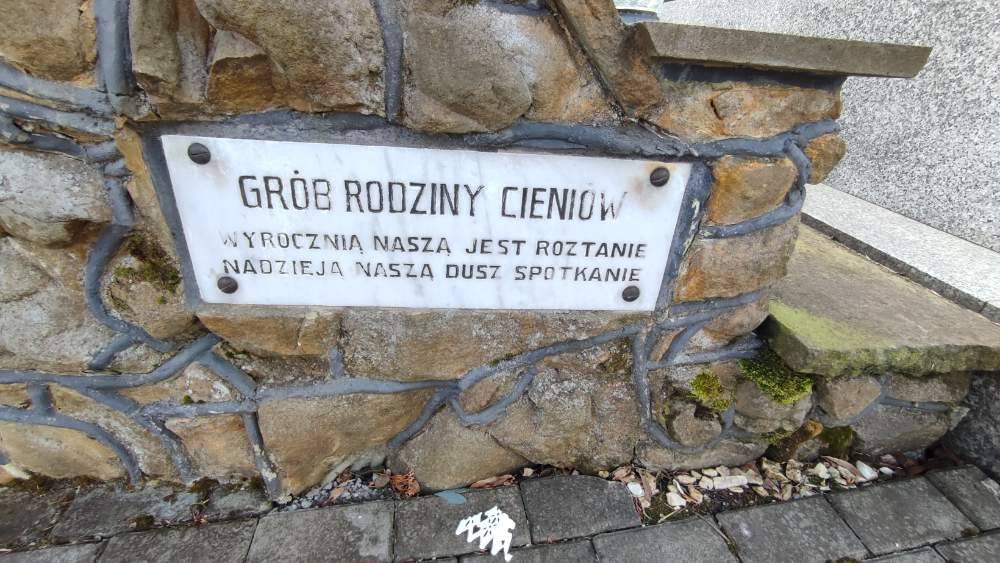 GRÓB RODZINY CIENIÓW
WYROCZNIĄ NASZĄ JEST ROZTANIE
NADZIEJĄ NASZĄ DUSZ SPOTKANIE